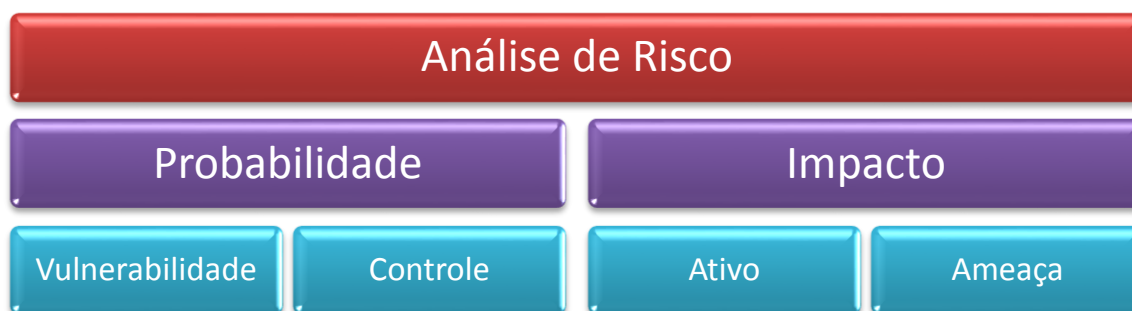 Análise de Risco
Probabilidade
Impacto
Vulnerabilidade
Controle
Ativo
Ameaça